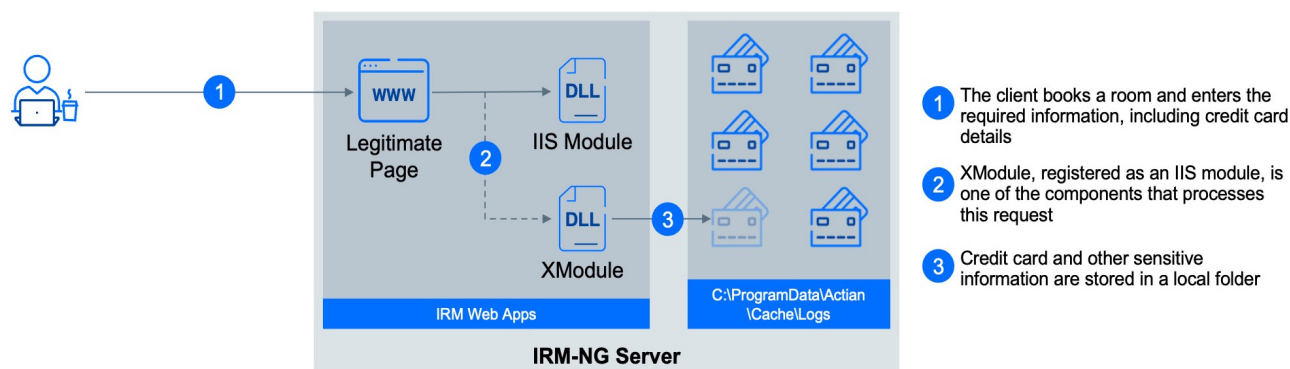 1
WWW
Legitimate
Page
2
DLL
IIS Module
DLL
XModule
IRM Web Apps
3
C:\ProgramData\Actian
\Cache\Logs
IRM-NG Server
1 The client books a room and enters the
required information, including credit card
details
2 XModule, registered as an IIS module, is
one of the components that processes
this request
3 Credit card and other sensitive
information are stored in a local folder